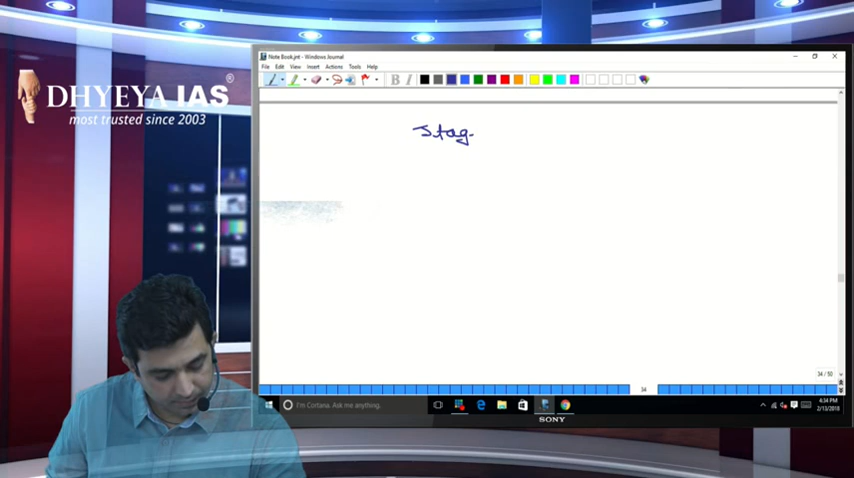 DHYEYA IAS®
most trusted since 2003
Note Book.jnt - Windows Journal
File Edit View Insert Actions Tools Help
B I
Stag
34 / 50
34
I'm Cortana. Ask me anything.
4:34 PM
2/13/2018
SONY